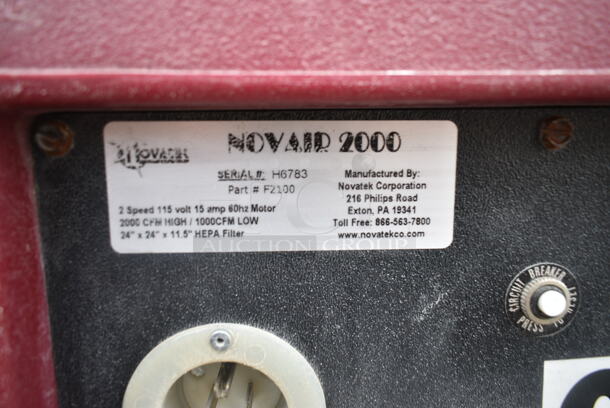 NOVATEK
NOVAIR 2000
SERIAL#: H6783
Part # F2100
2 Speed 115 volt 15 amp 60hz Motor
2000 CFM HIGH / 1000CFM LOW
24" x 24" x 11.5" HEPA Filter
Manufactured By:
Novatek Corporation
216 Philips Road
Exton, PA 19341
Toll Free: 866-563-7800
www.novatekco.com
AUCTION GROUP
CIRCUIT BREAKER
PRESS TO